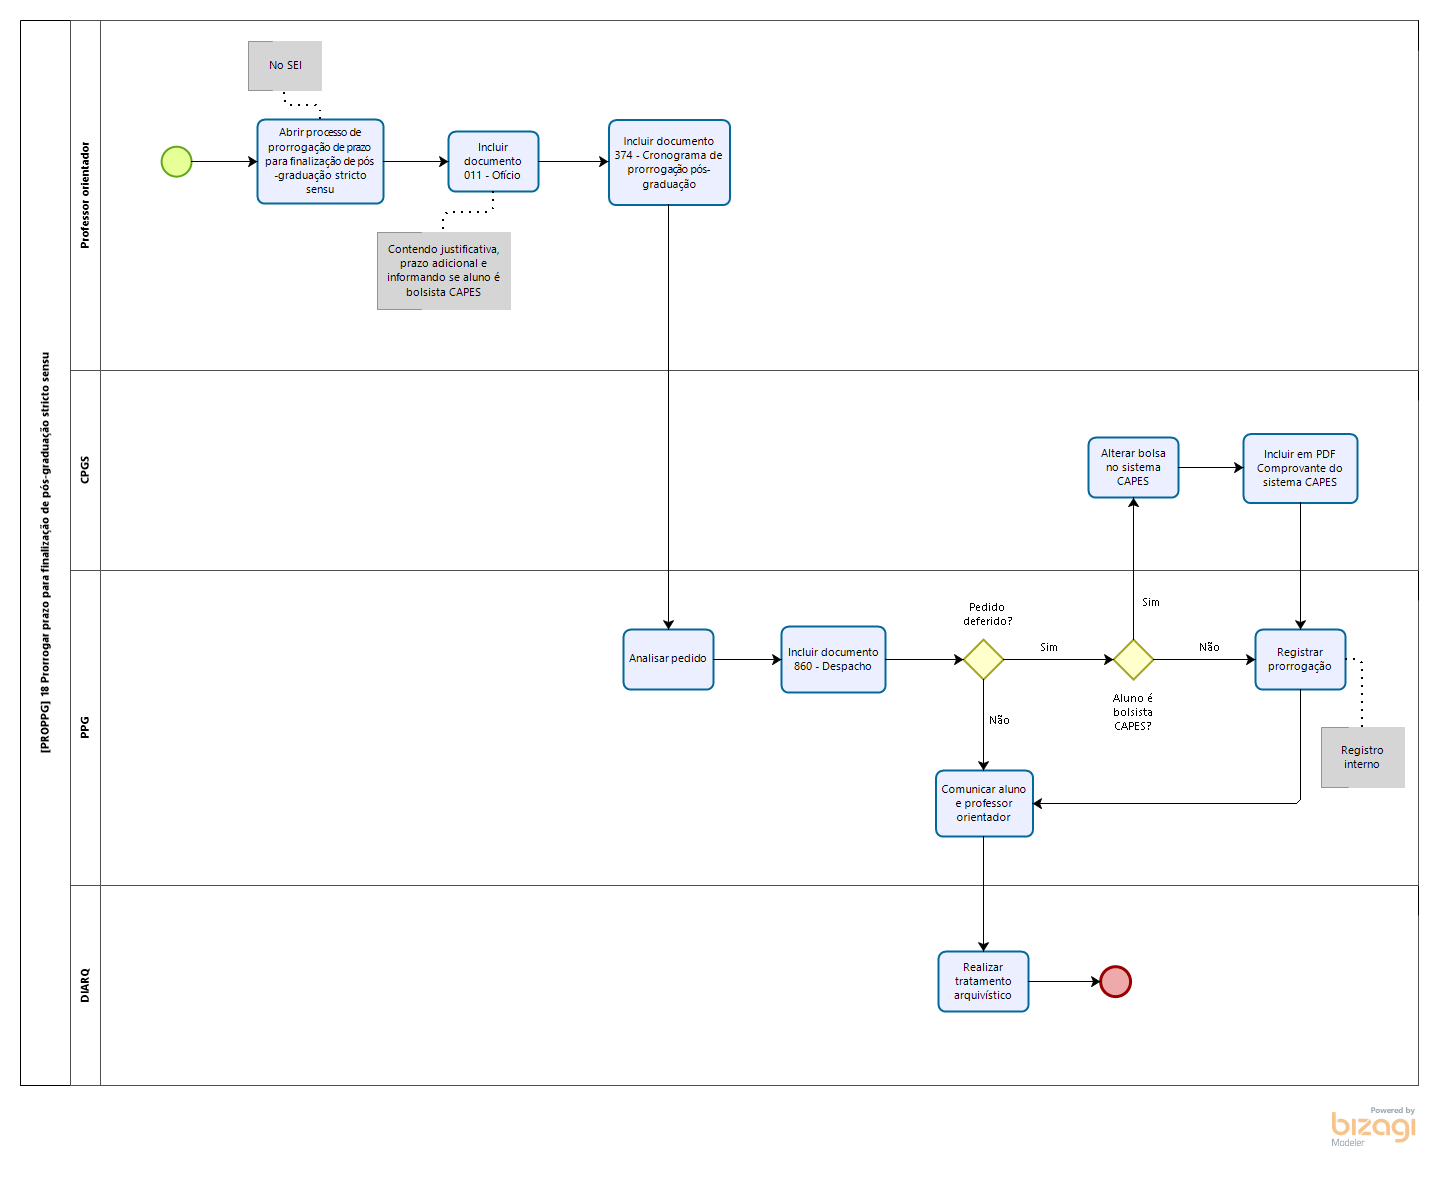 [PROPPG] 18 Prorrogar prazo para finalização de pós-graduação stricto sensu
Professor orientador
No SEI
Abrir processo de
prorrogação de prazo
para finalização de pós
-graduação stricto
sensu
Incluir
documento
011 - Ofício
Incluir documento
374 - Cronograma de
prorrogação pós-
graduação
Contendo justificativa,
prazo adicional e
informando se aluno é
bolsista CAPES
CPGS
Alterar bolsa
no sistema
CAPES
Incluir em PDF
Comprovante do
sistema CAPES
PPG
Analisar pedido
Incluir documento
860 - Despacho
Pedido
deferido?
Sim
Não
Aluno é
bolsista
CAPES?
Sim
Não
Registrar
prorrogação
Registro
interno
Comunicar aluno
e professor
orientador
DIARQ
Realizar
tratamento
arquivístico
Powered by
bizagi
Modeler